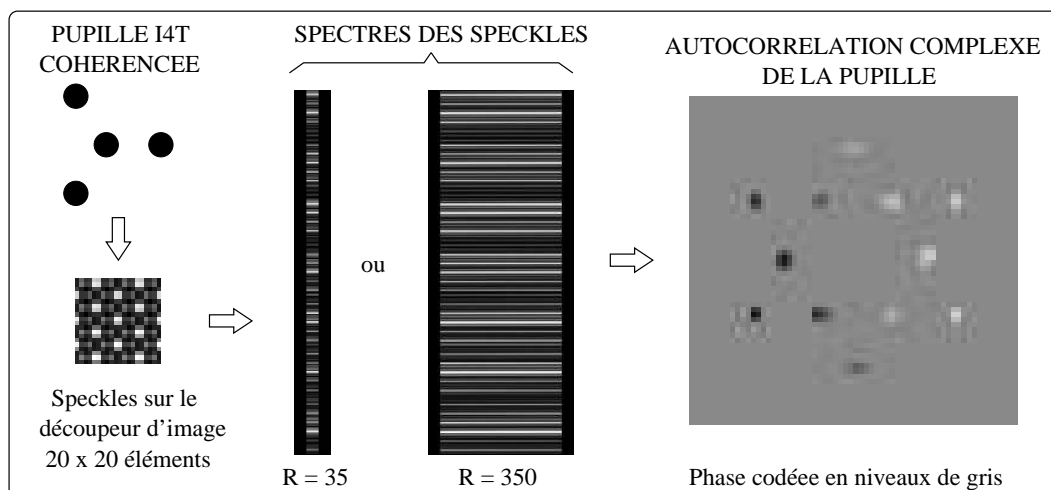 PUPILLE I4T
COHERENCEE
SPECTRES DES SPECKLES
AUTOCORRELATION COMPLEXE
DE LA PUPILLE
ou
Speckles sur le
découpeur d'image
20 x 20 éléments
R = 35
R = 350
Phase codéee en niveaux de gris